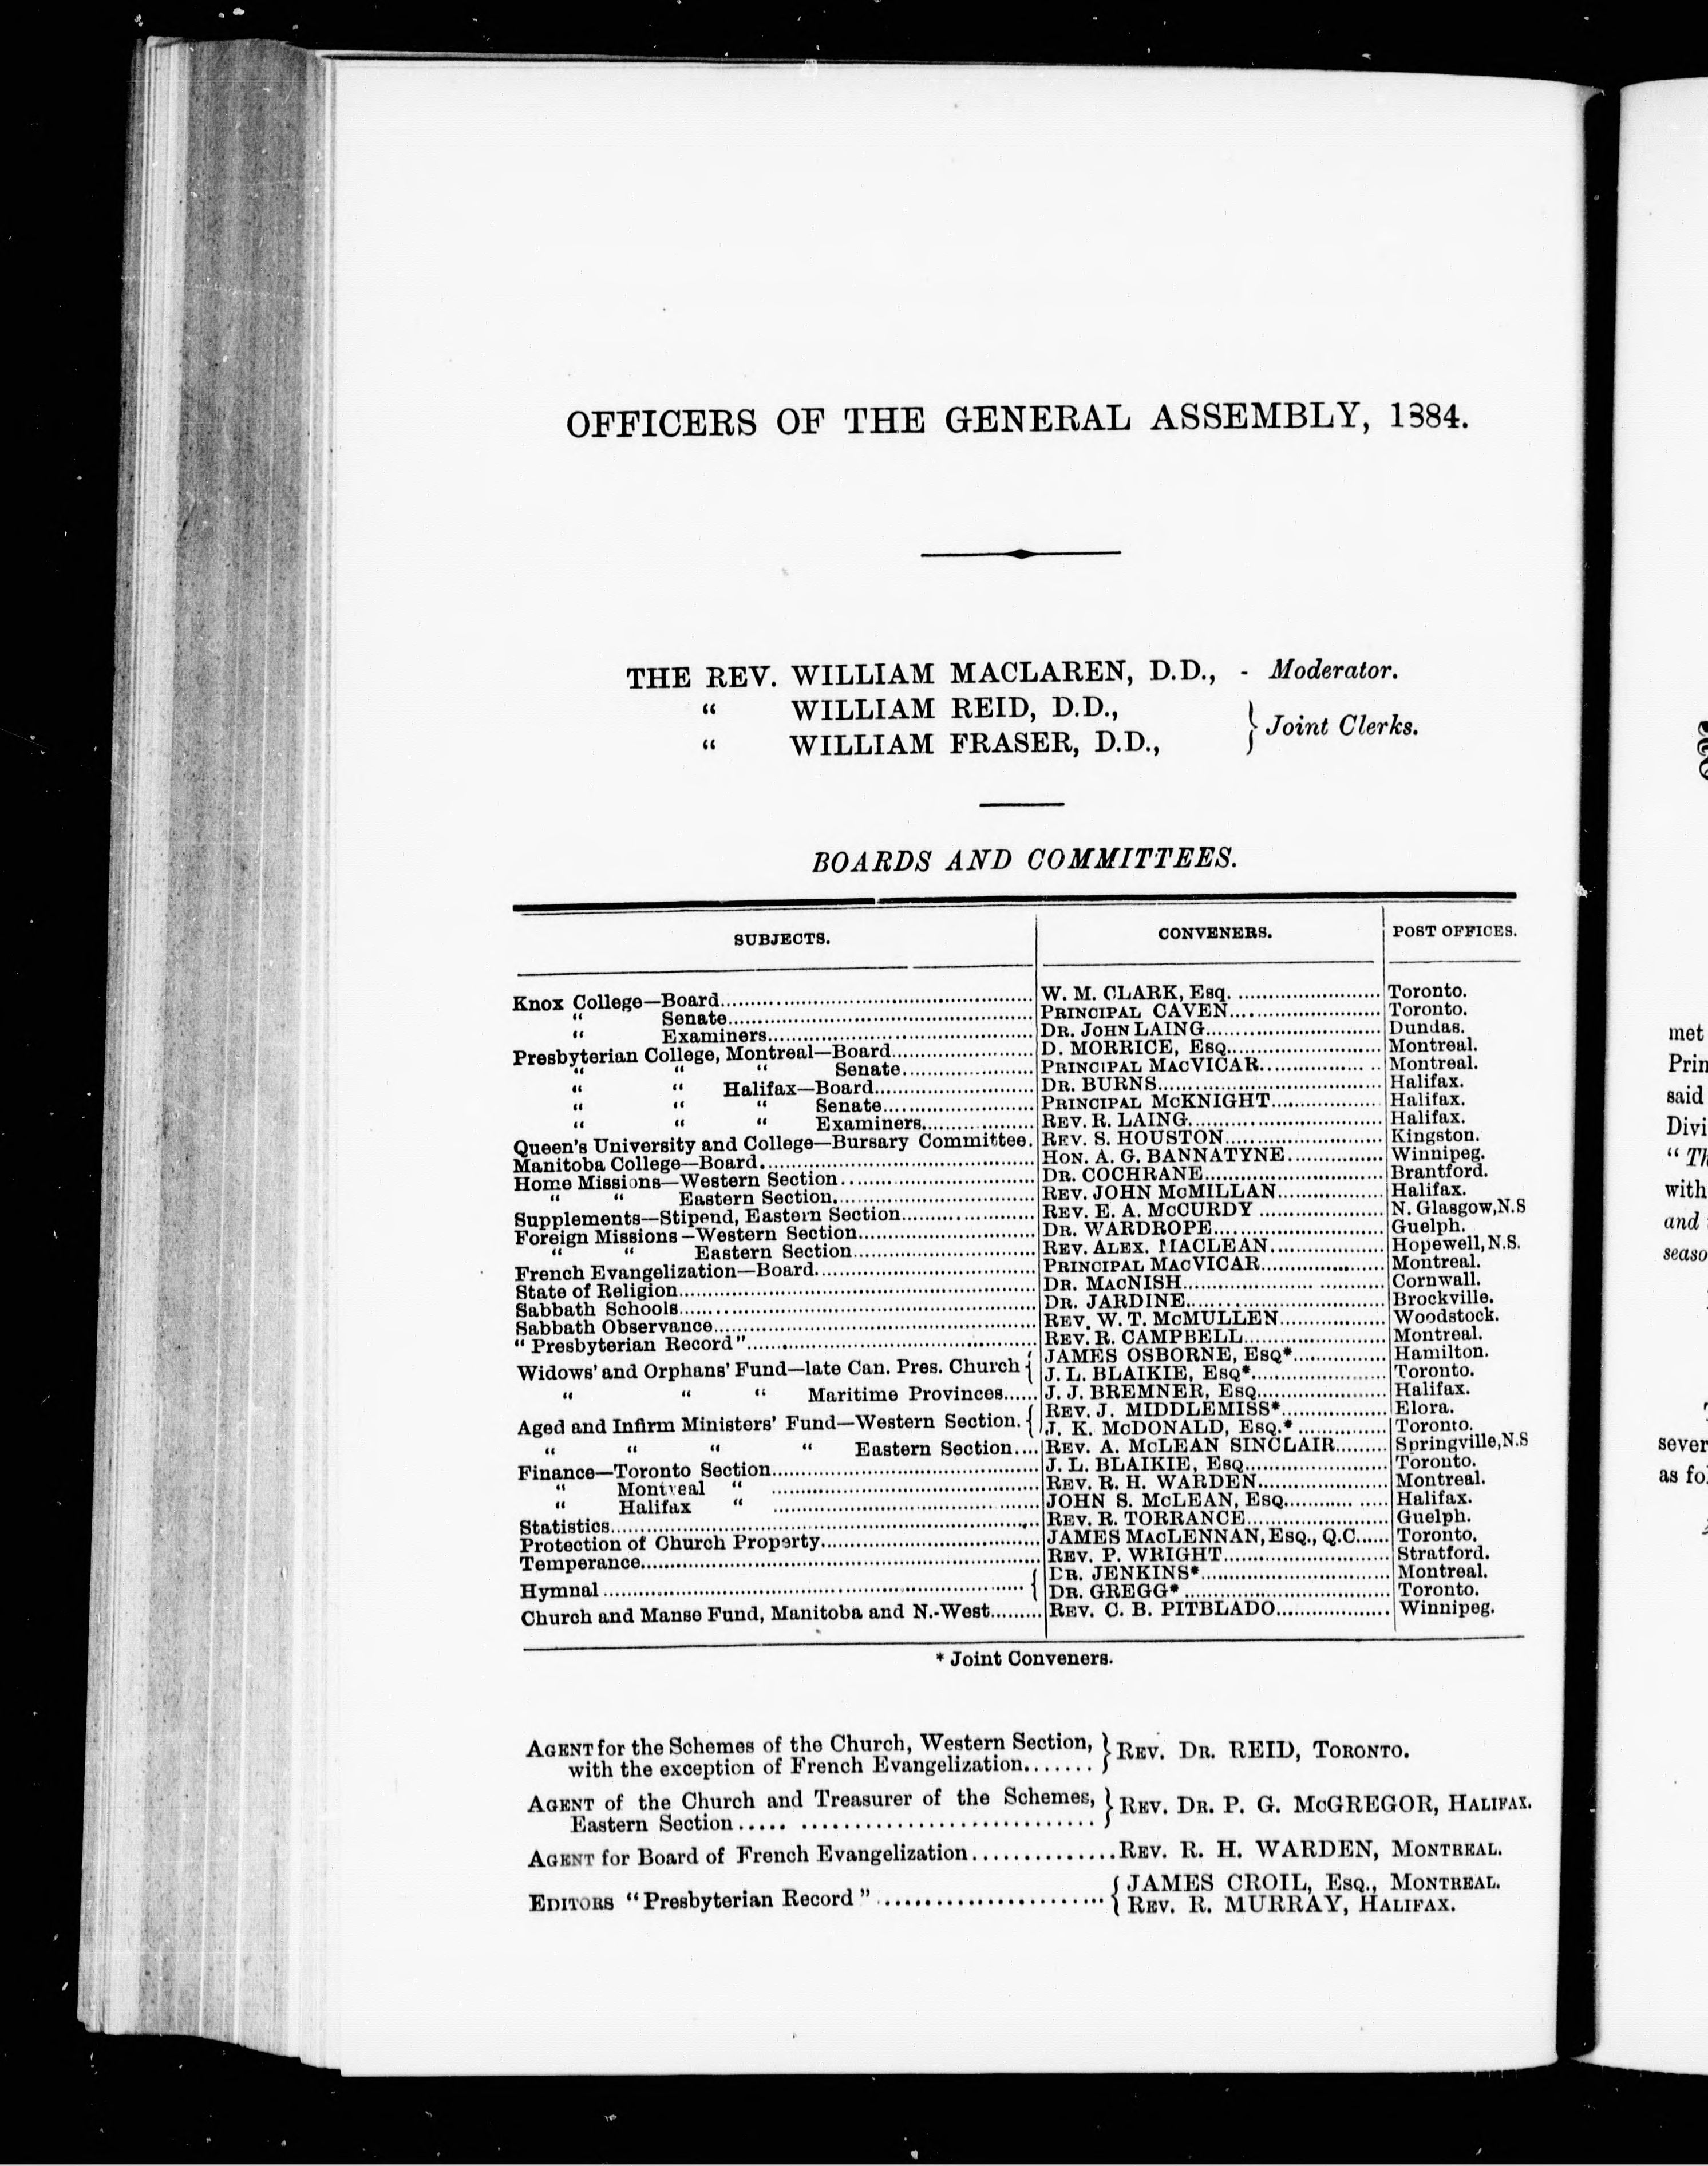 OFFICERS OF THE GENERAL ASSEMBLY, 1884.
THE REV. WILLIAM MACLAREN, D.D., - Moderator.
“ WILLIAM REID, D.D., } Joint Clerks.
“ WILLIAM FRASER, D.D.,
BOARDS AND COMMITTEES.
SUBJECTS. CONVENERS. POST OFFICES.
Knox College—Board........ W. M. CLARK, Esq. ........ Toronto.
“ Senate........ PRINCIPAL CAVEN........ Toronto.
“ Examiners........ DR. JOHN LAING........ Dundas.
Presbyterian College, Montreal—Board........ D. MORRICE, ESQ........ Montreal.
“ “ “ Senate........ PRINCIPAL MACVICAR........ Montreal.
“ “ Halifax—Board........ DR. BURNS........ Halifax.
“ “ “ Senate........ PRINCIPAL MCKNIGHT........ Halifax.
“ “ “ Examiners........ REV. R. LAING........ Halifax.
Queen's University and College—Bursary Committee. REV. S. HOUSTON........ Kingston.
Manitoba College—Board........ HON. A. G. BANNATYNE........ Winnipeg.
Home Missions—Western Section........ DR. COCHRANE........ Brantford.
“ “ Eastern Section........ REV. JOHN MCMILLAN........ Halifax.
Supplements—Stipend, Eastern Section........ REV. E. A. MCCURDY ........ N. Glasgow,N.S
Foreign Missions—Western Section........ DR. WARDROPE........ Guelph.
“ “ Eastern Section........ REV. ALEX. MACLEAN........ Hopewell,N.S.
French Evangelization—Board........ PRINCIPAL MACVICAR........ Montreal.
State of Religion........ DR. MACNISH........ Cornwall.
Sabbath Schools........ DR. JARDINE........ Brockville.
Sabbath Observance........ REV. W. T. MCMULLEN........ Woodstock.
“ Presbyterian Record”........ REV. R. CAMPBELL........ Montreal.
Widows' and Orphans' Fund—late Can. Pres. Church { JAMES OSBORNE, ESQ*........ Hamilton.
J. L. BLAIKIE, ESQ*........ Toronto.
“ “ “ Maritime Provinces...... J. J. BREMNER, ESQ........ Halifax.
Aged and Infirm Ministers' Fund—Western Section. { REV. J. MIDDLEMISS*........ Elora.
J. K. MCDONALD, ESQ.*........ Toronto.
“ “ “ “ Eastern Section.... REV. A. MCLEAN SINCLAIR........ Springville,N.S
Finance—Toronto Section........ J. L. BLAIKIE, ESQ........ Toronto.
“ Montreal “ ........ REV. R. H. WARDEN........ Montreal.
“ Halifax “ ........ JOHN S. MCLEAN, ESQ........ Halifax.
Statistics........ REV. R. TORRANCE........ Guelph.
Protection of Church Property........ JAMES MACLENNAN, ESQ., Q.C...... Toronto.
Temperance........ REV. P. WRIGHT........ Stratford.
Hymnal........ { DR. JENKINS*........ Montreal.
DR. GREGG*........ Toronto.
Church and Manse Fund, Manitoba and N.-West........ REV. C. B. PITBLADO........ Winnipeg.
* Joint Conveners.
AGENT for the Schemes of the Church, Western Section, } REV. DR. REID, TORONTO.
with the exception of French Evangelization.......
AGENT of the Church and Treasurer of the Schemes, } REV. DR. P. G. MCGREGOR, HALIFAX.
Eastern Section........
AGENT for Board of French Evangelization........ REV. R. H. WARDEN, MONTREAL.
EDITORS “Presbyterian Record”........ { JAMES CROIL, ESQ., MONTREAL.
REV. R. MURRAY, HALIFAX.
met
said
“
with
and
as